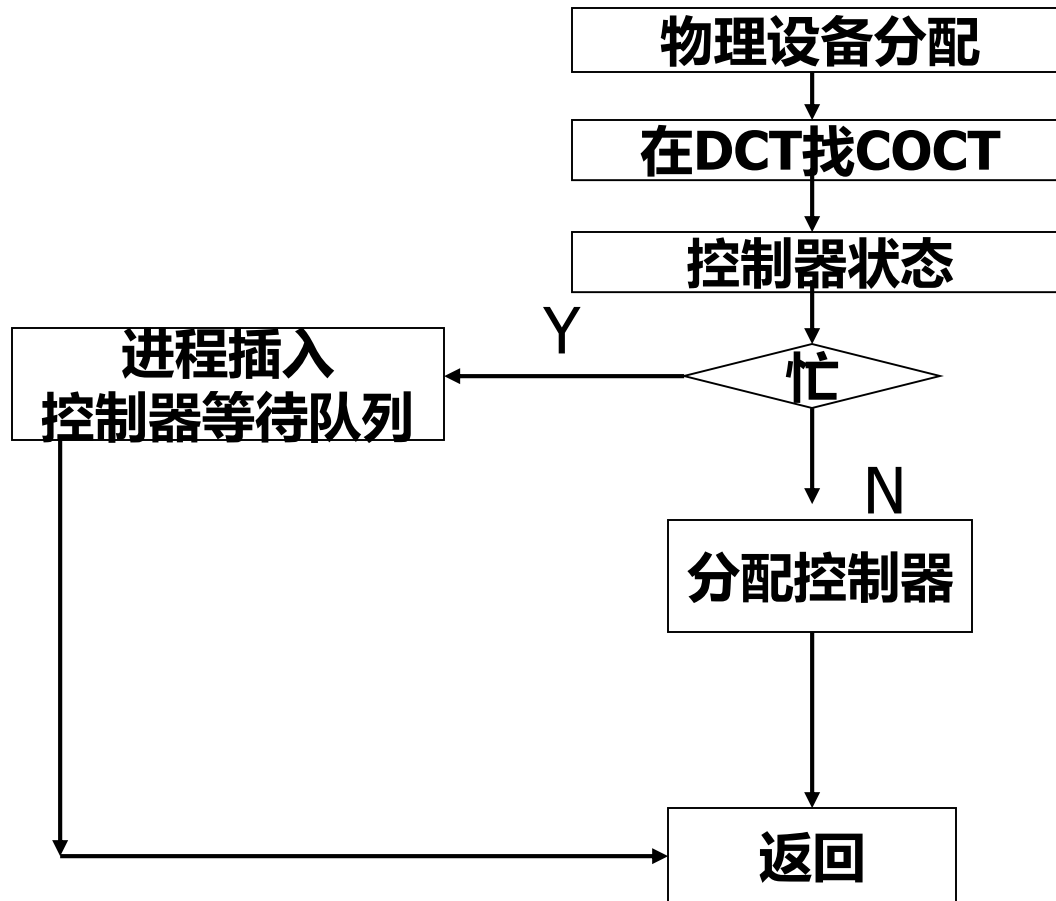 物理设备分配
在DCT找COCT
控制器状态
Y
忙
进程插入
控制器等待队列
N
分配控制器
返回